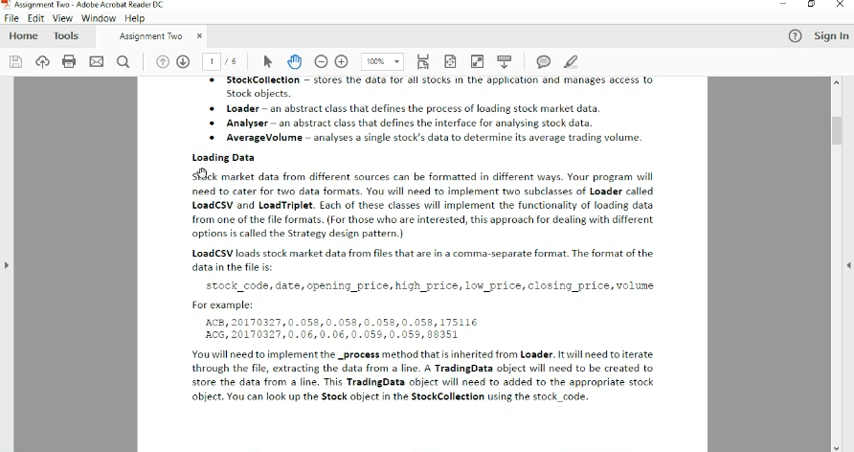 Assignment Two - Adobe Acrobat Reader DC
File Edit View Window Help
Home Tools Assignment Two × Sign In
1 / 6 100%
• StockCollection – stores the data for all stocks in the application and manages access to
Stock objects.
• Loader – an abstract class that defines the process of loading stock market data.
• Analyser – an abstract class that defines the interface for analysing stock data.
• AverageVolume – analyses a single stock's data to determine its average trading volume.
Loading Data
Stock market data from different sources can be formatted in different ways. Your program will
need to cater for two data formats. You will need to implement two subclasses of Loader called
LoadCSV and LoadTriplet. Each of these classes will implement the functionality of loading data
from one of the file formats. (For those who are interested, this approach for dealing with different
options is called the Strategy design pattern.)
LoadCSV loads stock market data from files that are in a comma-separate format. The format of the
data in the file is:
stock_code,date,opening_price,high_price,low_price,closing_price,volume
For example:
ACB,20170327,0.058,0.058,0.058,0.058,175116
ACG,20170327,0.06,0.06,0.059,0.059,88351
You will need to implement the _process method that is inherited from Loader. It will need to iterate
through the file, extracting the data from a line. A TradingData object will need to be created to
store the data from a line. This TradingData object will need to added to the appropriate stock
object. You can look up the Stock object in the StockCollection using the stock_code.